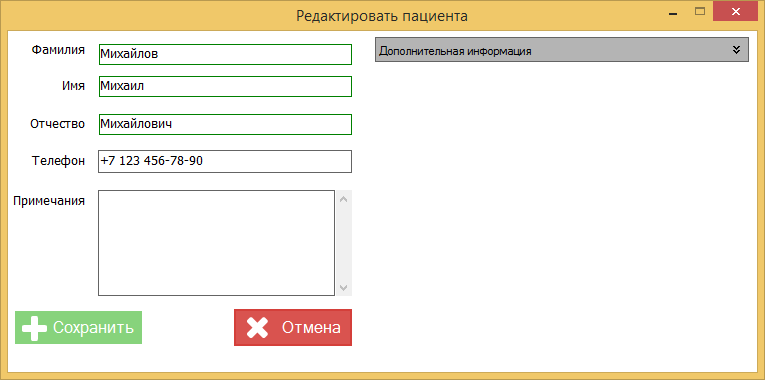 Редактировать пациента
Фамилия
Михайлов
Имя
Михаил
Отчество
Михайлович
Телефон
+7 123 456-78-90
Примечания
Сохранить
Отмена
Дополнительная информация